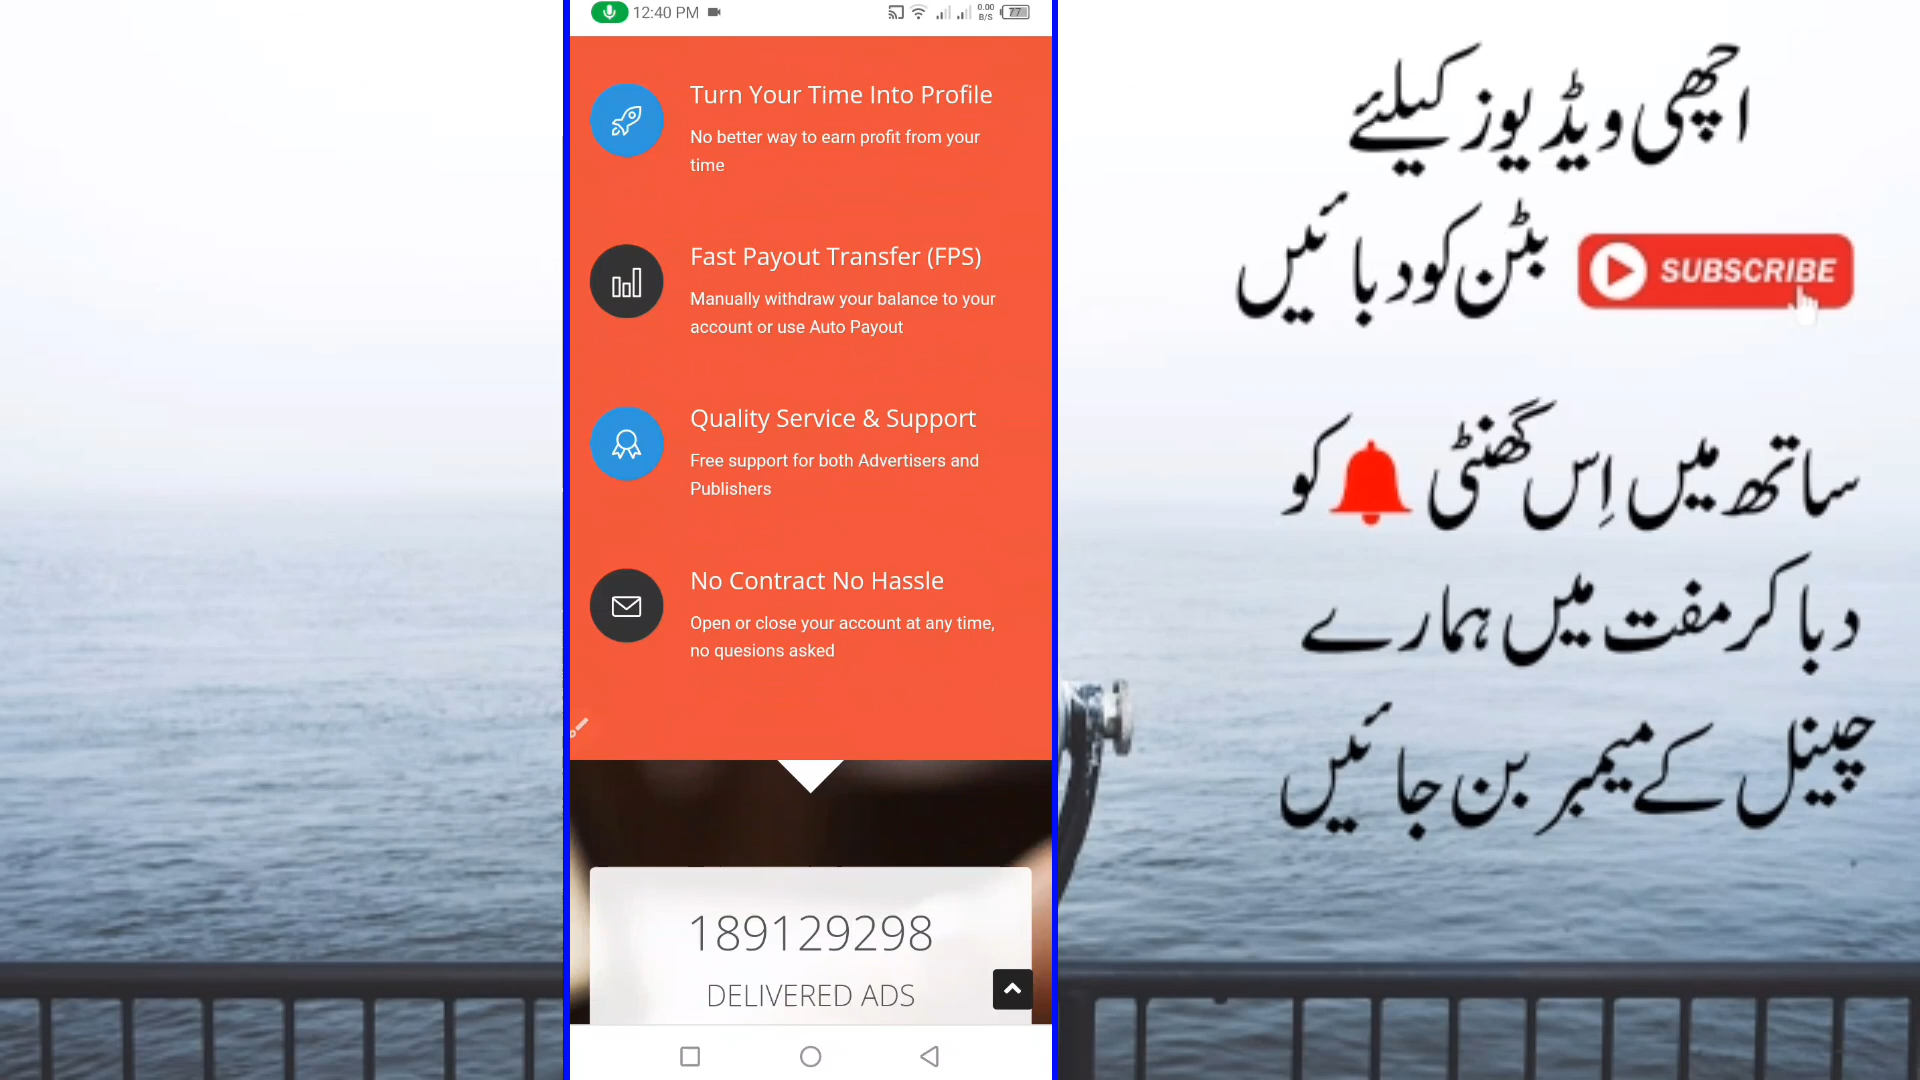 12:40 PM
0.00
B/S
77
Turn Your Time Into Profile
No better way to earn profit from your
time
Fast Payout Transfer (FPS)
Manually withdraw your balance to your
account or use Auto Payout
Quality Service & Support
Free support for both Advertisers and
Publishers
No Contract No Hassle
Open or close your account at any time,
no quesions asked
189129298
DELIVERED ADS
اچھی ویڈیوز کیلئے
بٹن کو دبائیں
SUBSCRIBE
ساتھ میں اِس گھنٹی کو
دبا کر مفت میں ہمارے
چینل کے میمبر بن جائیں